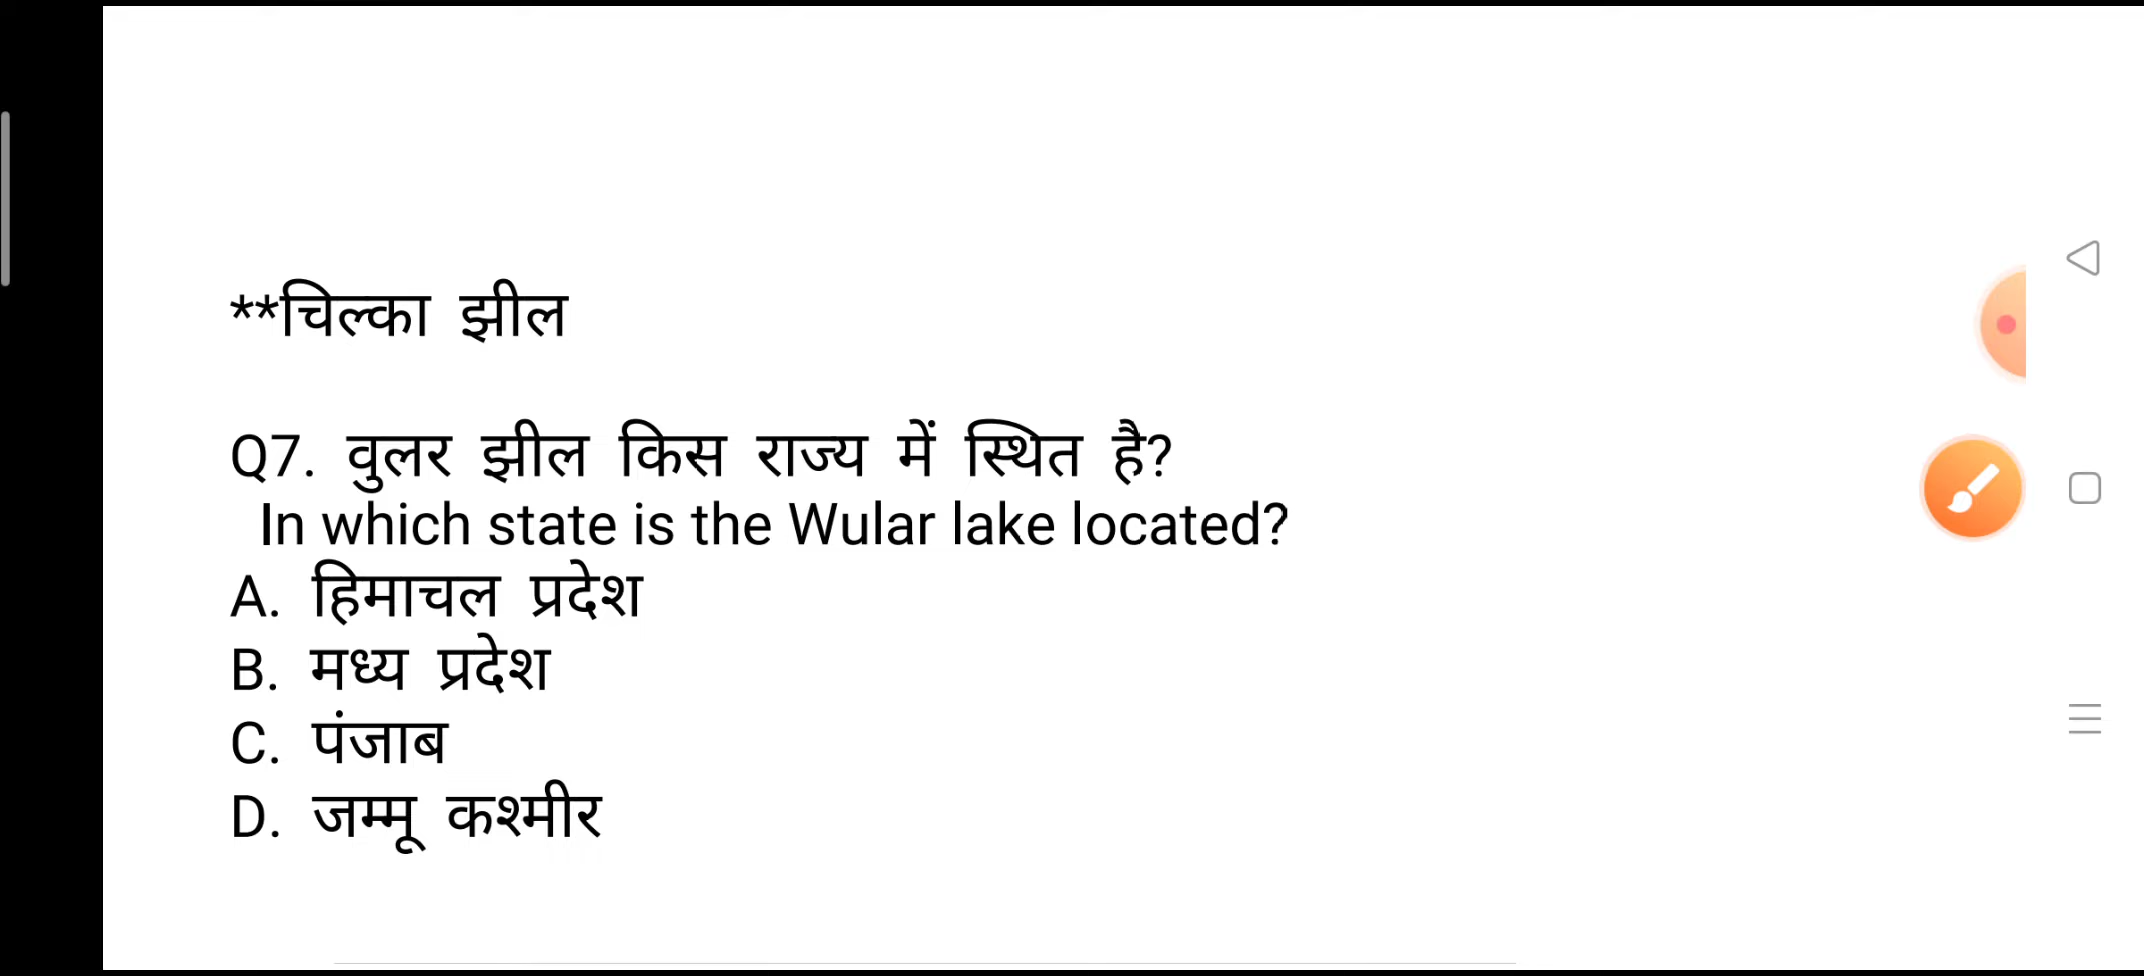 **चिल्का झील
Q7. वुलर झील किस राज्य में स्थित है?
In which state is the Wular lake located?
A. हिमाचल प्रदेश
B. मध्य प्रदेश
C. पंजाब
D. जम्मू कश्मीर